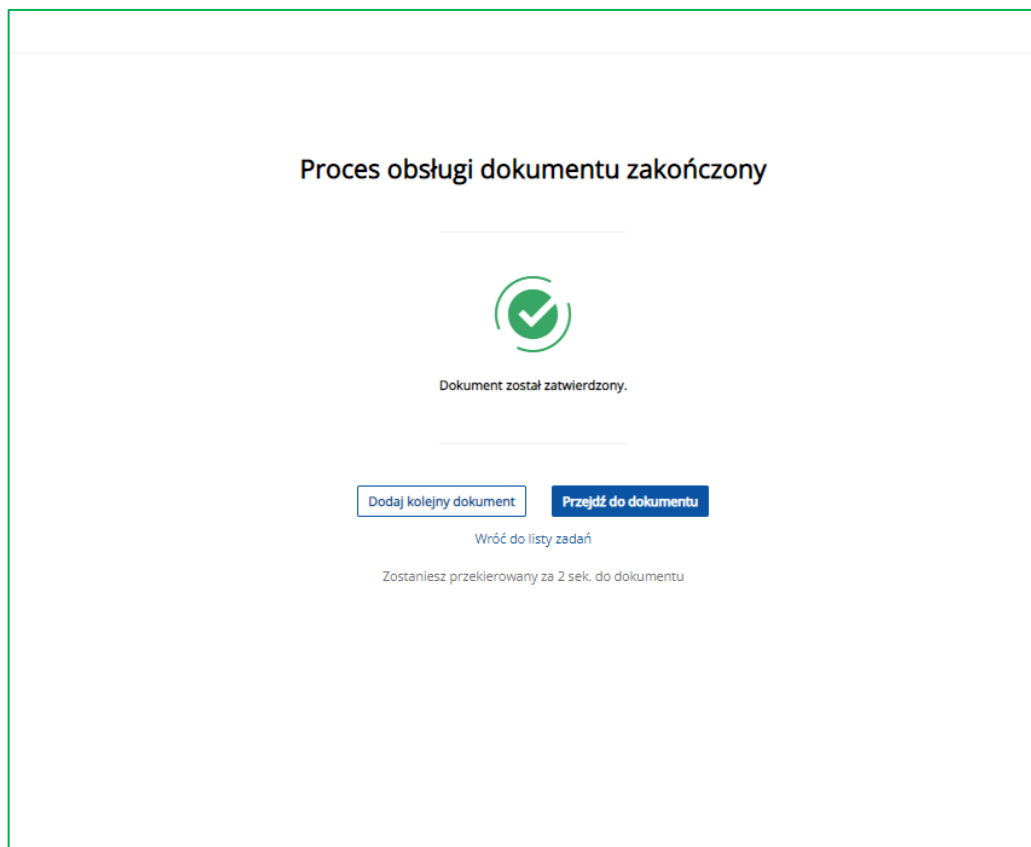 Proces obsługi dokumentu zakończony
Dokument został zatwierdzony.
Dodaj kolejny dokument
Przejdź do dokumentu
Wróć do listy zadań
Zostaniesz przekierowany za 2 sek. do dokumentu